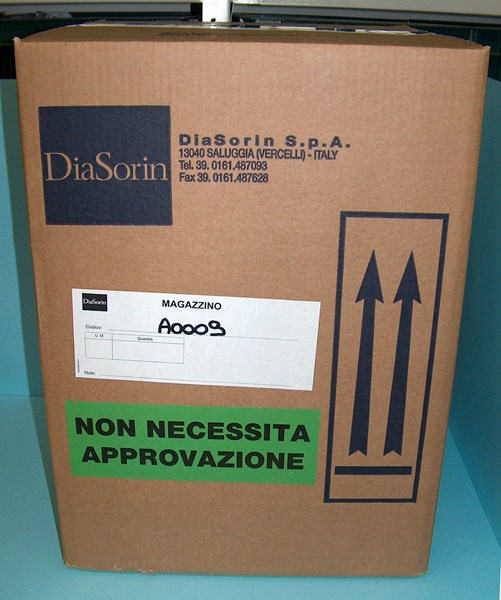 DiaSorin
DiaSorin S.p.A.
13040 SALUGGIA (VERCELLI) - ITALY
Tel. 39. 0161.487093
Fax 39. 0161.487628
DiaSorin
MAGAZZINO
Codice:
A0009
U. M.
Quantità
Note:
NON NECESSITA
APPROVAZIONE